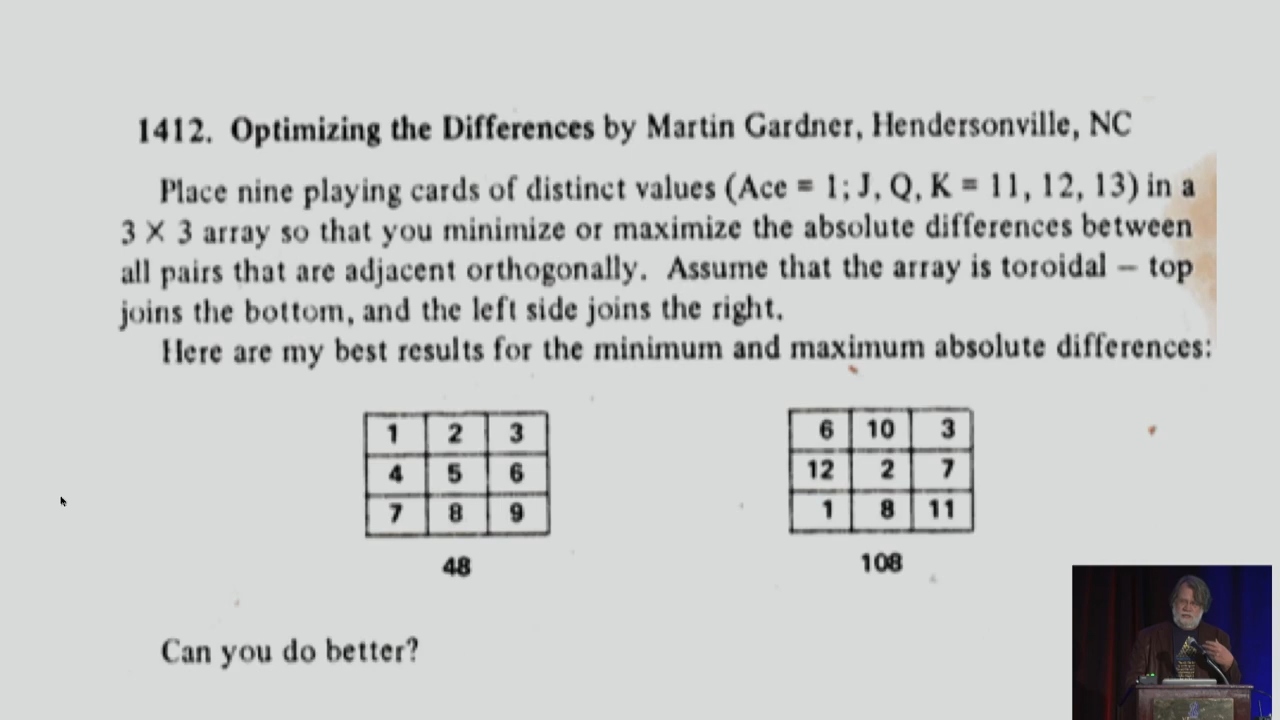 1412. Optimizing the Differences by Martin Gardner, Hendersonville, NC
Place nine playing cards of distinct values (Ace = 1; J, Q, K = 11, 12, 13) in a
3 × 3 array so that you minimize or maximize the absolute differences between
all pairs that are adjacent orthogonally. Assume that the array is toroidal — top
joins the bottom, and the left side joins the right.
Here are my best results for the minimum and maximum absolute differences:
1 2 3
4 5 6
7 8 9
48
6 10 3
12 2 7
1 8 11
108
Can you do better?